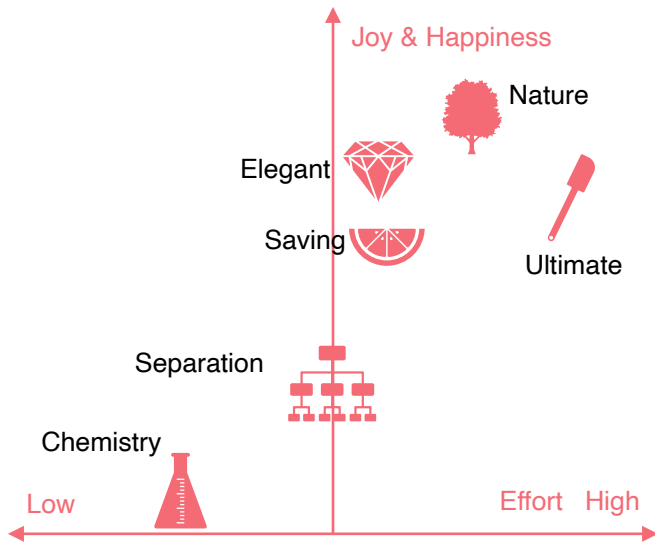 Joy & Happiness
Nature
Elegant
Saving
Ultimate
Separation
Chemistry
Low
Effort High